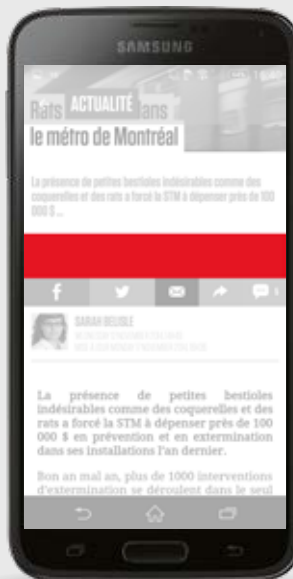 SAMSUNG
Rats ACTUALITÉ ans
le métro de Montréal
La présence de petites bestioles indésirables comme des
coquerelles et des rats a forcé la STM à dépenser près de 100
000 $ ...
SARAH BELISLE
La présence de petites bestioles
indésirables comme des coquerelles et des
rats a forcé la STM à dépenser près de 100
000 $ en prévention et en extermination
dans ses installations l'an dernier.
Bon an mal an, plus de 1000 interventions
d'extermination se déroulent dans le seul